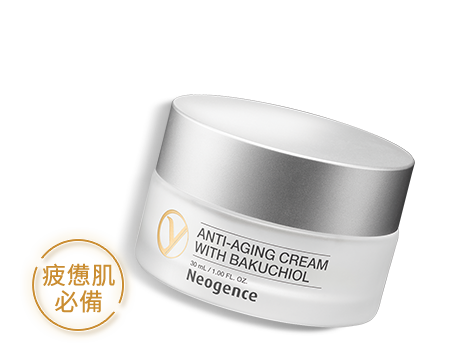 ANTI-AGING CREAM
WITH BAKUCHIOL
30 mL / 1.00 FL. OZ.
Neogence
疲憊肌
必備